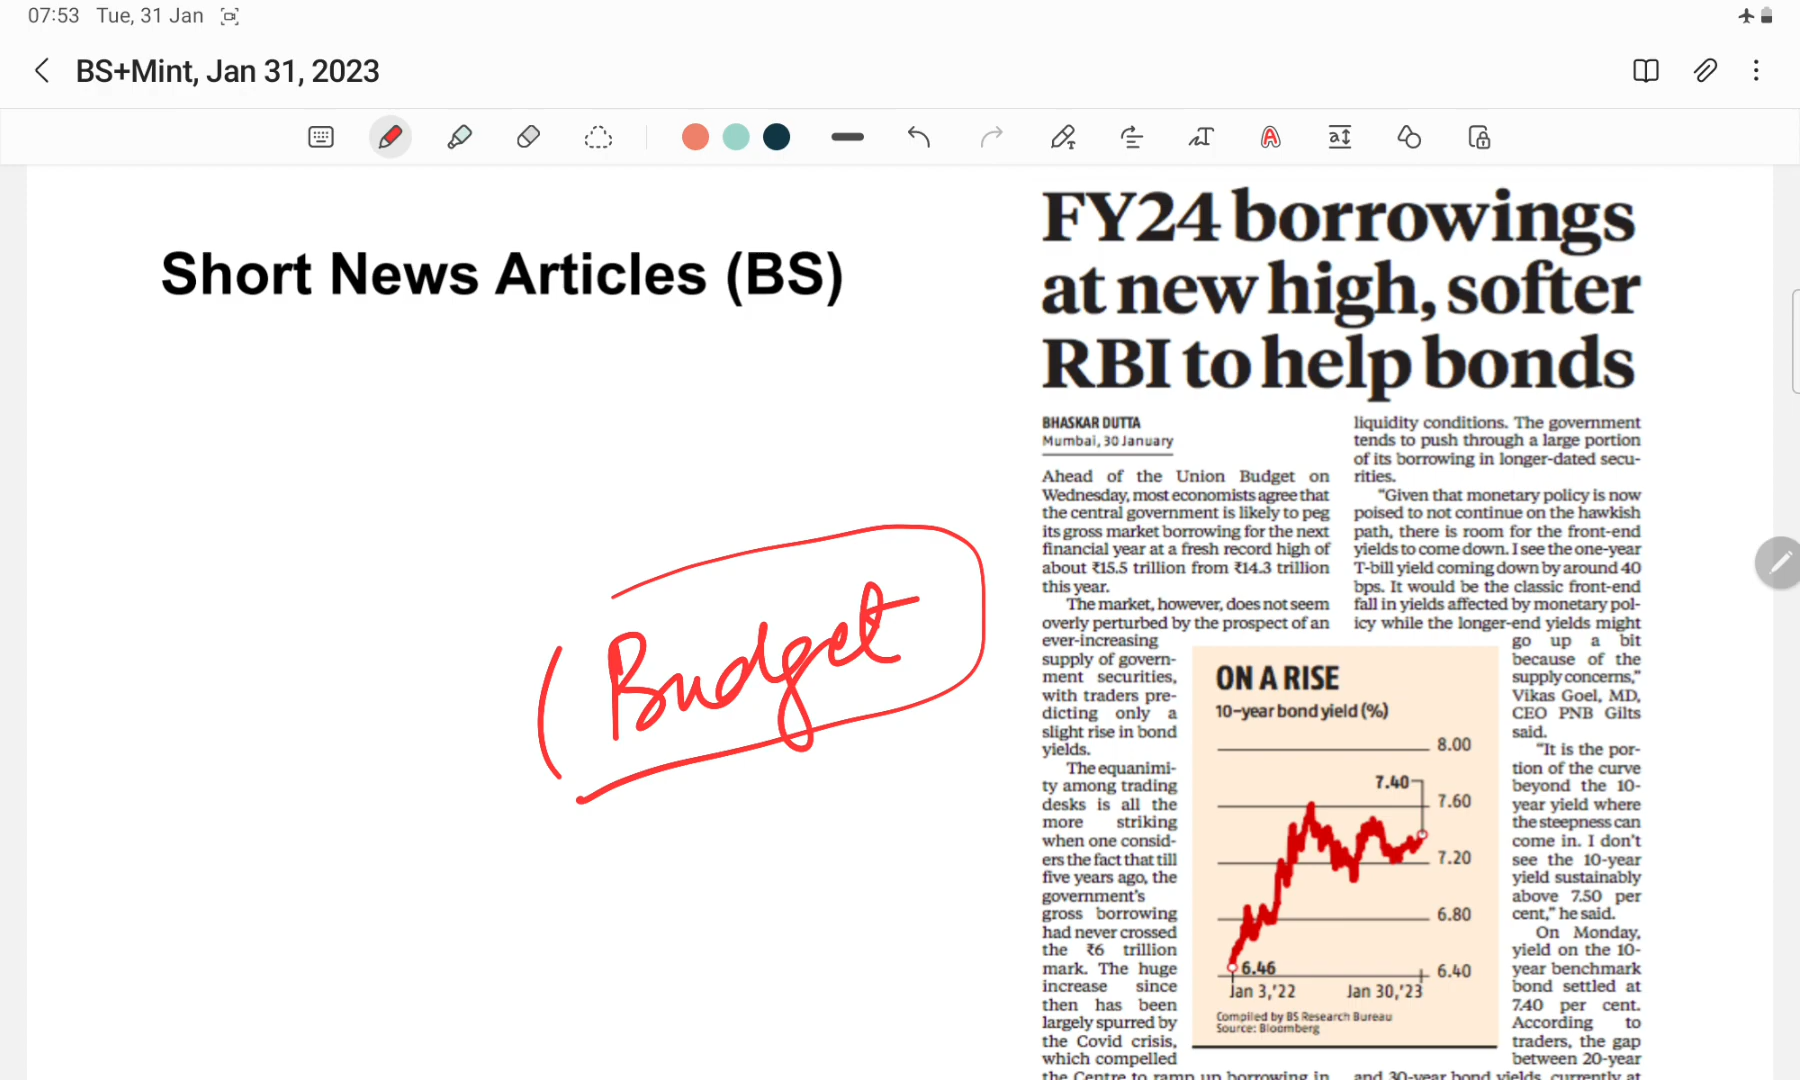 07:53 Tue, 31 Jan
BS+Mint, Jan 31, 2023
Short News Articles (BS)
Budget
FY24 borrowings
at new high, softer
RBI to help bonds
BHASKAR DUTTA
Mumbai, 30 January
Ahead of the Union Budget on
Wednesday, most economists agree that
the central government is likely to peg
its gross market borrowing for the next
financial year at a fresh record high of
about ₹15.5 trillion from ₹14.3 trillion
this year.
The market, however, does not seem
overly perturbed by the prospect of an
ever-increasing
supply of govern-
ment securities,
with traders pre-
dicting only a
slight rise in bond
yields.
The equanimi-
ty among trading
desks is all the
more striking
when one consid-
ers the fact that till
five years ago, the
government's
gross borrowing
had never crossed
the ₹6 trillion
mark. The huge
increase since
then has been
largely spurred by
the Covid crisis,
which compelled
the Centre to ramp up borrowing in
liquidity conditions. The government
tends to push through a large portion
of its borrowing in longer-dated secu-
rities.
"Given that monetary policy is now
poised to not continue on the hawkish
path, there is room for the front-end
yields to come down. I see the one-year
T-bill yield coming down by around 40
bps. It would be the classic front-end
fall in yields affected by monetary pol-
icy while the longer-end yields might
go up a bit
because of the
supply concerns,"
Vikas Goel, MD,
CEO PNB Gilts
said.
"It is the por-
tion of the curve
beyond the 10-
year yield where
the steepness can
come in. I don't
see the 10-year
yield sustainably
above 7.50 per
cent," he said.
On Monday,
yield on the 10-
year benchmark
bond settled at
7.40 per cent.
According to
traders, the gap
between 20-year
and 30-year bond yields, currently at
ON A RISE
10-year bond yield (%)
8.00
7.40
7.60
7.20
6.80
6.46
6.40
Jan 3,'22 Jan 30,'23
Compiled by BS Research Bureau
Source: Bloomberg